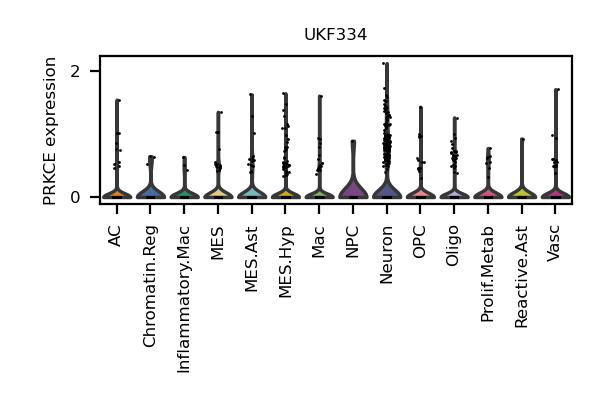 UKF334
PRKCE expression
2
0
AC
Chromatin.Reg
Inflammatory.Mac
MES
MES.Ast
MES.Hyp
Mac
NPC
Neuron
OPC
Oligo
Prolif.Metab
Reactive.Ast
Vasc